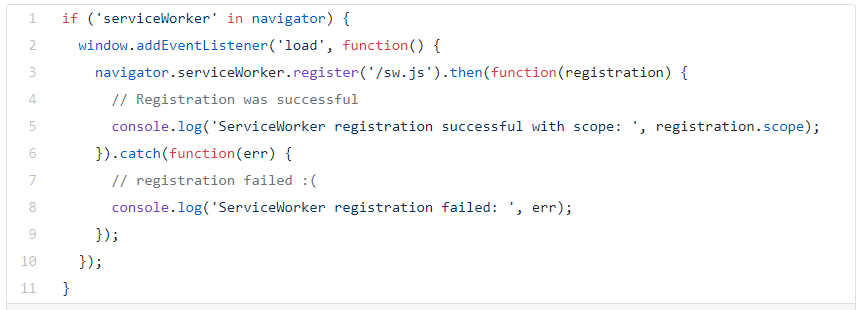 1 if ('serviceWorker' in navigator) {
2 window.addEventListener('load', function() {
3 navigator.serviceWorker.register('/sw.js').then(function(registration) {
4 // Registration was successful
5 console.log('ServiceWorker registration successful with scope: ', registration.scope);
6 }).catch(function(err) {
7 // registration failed :(
8 console.log('ServiceWorker registration failed: ', err);
9 });
10 });
11 }